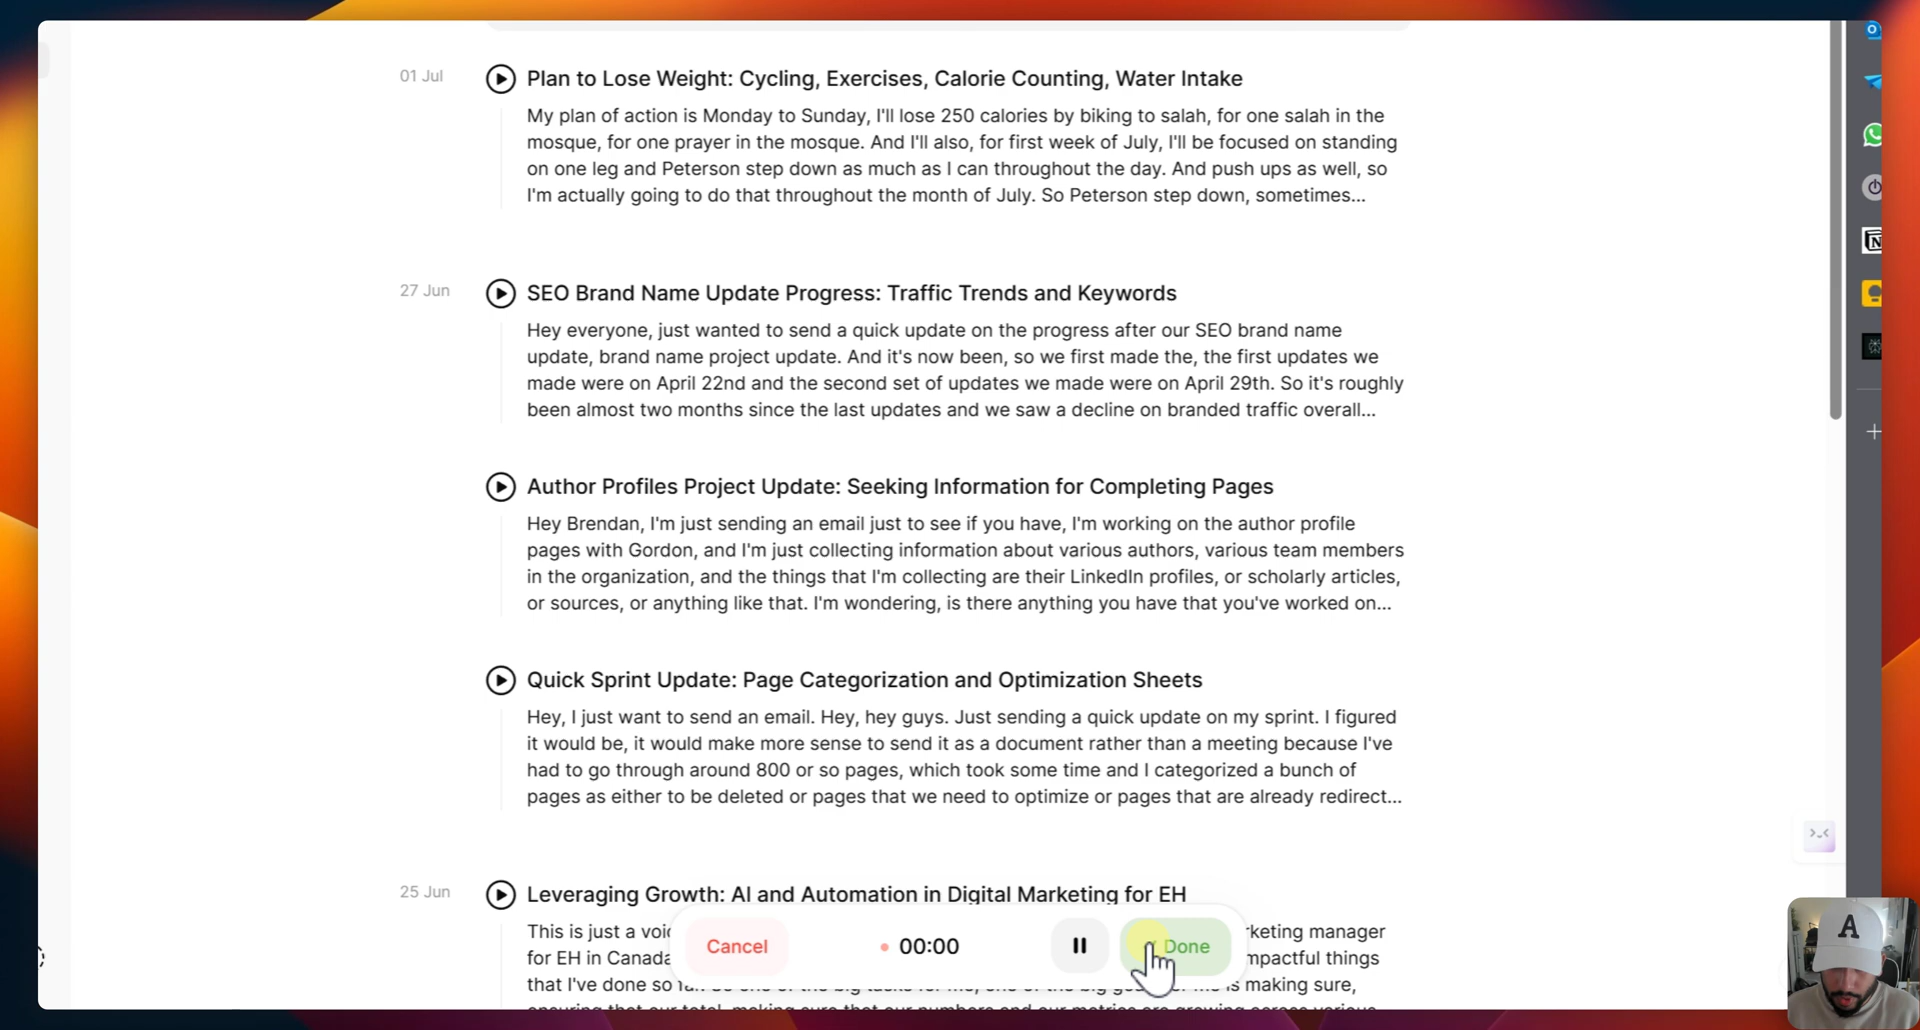 01 Jul
Plan to Lose Weight: Cycling, Exercises, Calorie Counting, Water Intake
My plan of action is Monday to Sunday, I'll lose 250 calories by biking to salah, for one salah in the
mosque, for one prayer in the mosque. And I'll also, for first week of July, I'll be focused on standing
on one leg and Peterson step down as much as I can throughout the day. And push ups as well, so
I'm actually going to do that throughout the month of July. So Peterson step down, sometimes...
27 Jun
SEO Brand Name Update Progress: Traffic Trends and Keywords
Hey everyone, just wanted to send a quick update on the progress after our SEO brand name
update, brand name project update. And it's now been, so we first made the, the first updates we
made were on April 22nd and the second set of updates we made were on April 29th. So it's roughly
been almost two months since the last updates and we saw a decline on branded traffic overall...
Author Profiles Project Update: Seeking Information for Completing Pages
Hey Brendan, I'm just sending an email just to see if you have, I'm working on the author profile
pages with Gordon, and I'm just collecting information about various authors, various team members
in the organization, and the things that I'm collecting are their LinkedIn profiles, or scholarly articles,
or sources, or anything like that. I'm wondering, is there anything you have that you've worked on...
Quick Sprint Update: Page Categorization and Optimization Sheets
Hey, I just want to send an email. Hey, hey guys. Just sending a quick update on my sprint. I figured
it would be, it would make more sense to send it as a document rather than a meeting because I've
had to go through around 800 or so pages, which took some time and I categorized a bunch of
pages as either to be deleted or pages that we need to optimize or pages that are already redirect...
25 Jun
Leveraging Growth: AI and Automation in Digital Marketing for EH
This is just a voi
rketing manager
for EH in Canada
mpactful things
that I've done so
is making sure,
Cancel
00:00
Done
A